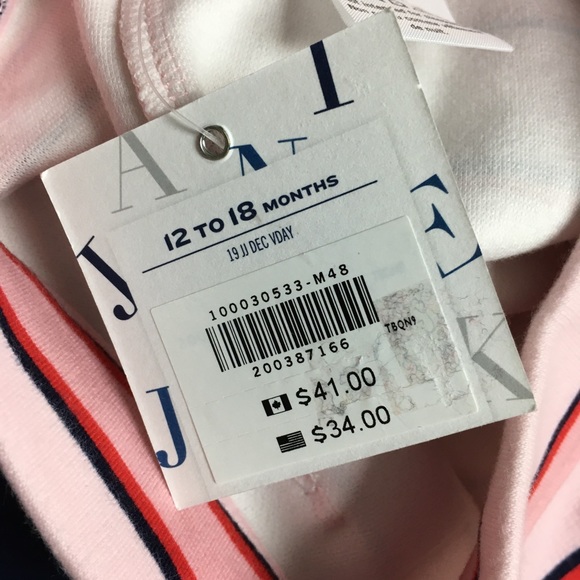 12 TO 18 MONTHS
19 JJ DEC VDAY
100030533-M48
TBQN9
200387166
$41.00
$34.00